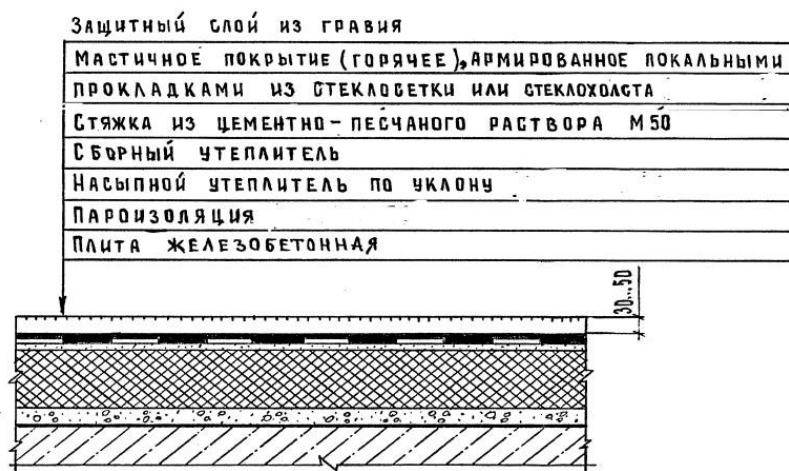 Защитный слой из гравия
Мастичное покрытие (горячее), армированное локальными
прокладками из стеклосетки или стеклохолста
Стяжка из цементно-песчаного раствора М50
Сборный утеплитель
Насыпной утеплитель по уклону
Пароизоляция
Плита железобетонная
30...50